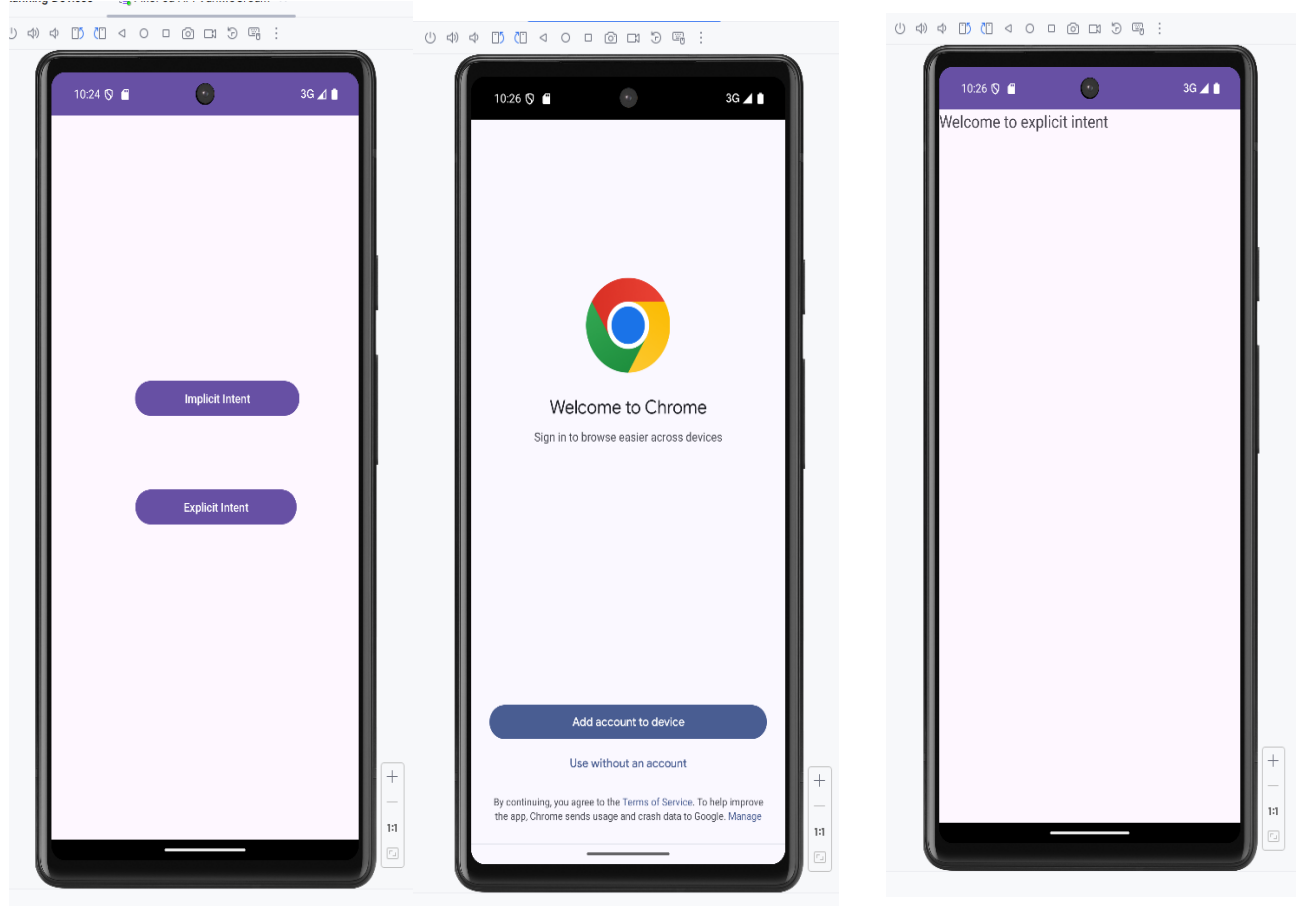 10:24
3G
Implicit Intent
Explicit Intent
1:1
10:26
3G
Welcome to Chrome
Sign in to browse easier across devices
Add account to device
Use without an account
By continuing, you agree to the Terms of Service. To help improve
the app, Chrome sends usage and crash data to Google. Manage
1:1
10:26
3G
Welcome to explicit intent
1:1